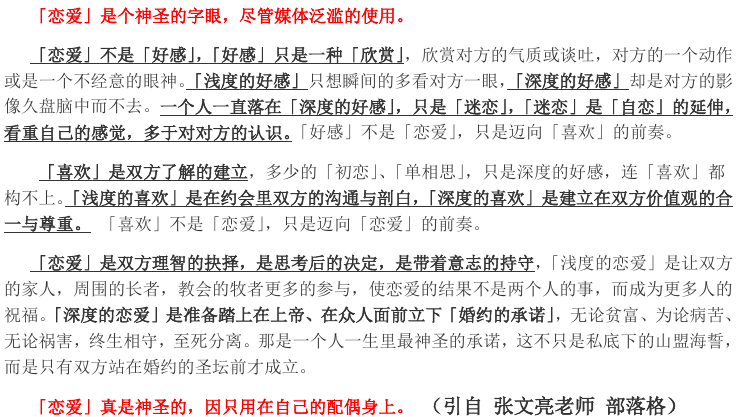 「恋爱」是个神圣的字眼，尽管媒体泛滥的使用。
「恋爱」不是「好感」，「好感」只是一种「欣赏」，欣赏对方的气质或谈吐，对方的一个动作
或是一个不经意的眼神。「浅度的好感」只想瞬间的多看对方一眼，「深度的好感」却是对方的影
像久盘脑中而不去。一个人一直落在「深度的好感」，只是「迷恋」，「迷恋」是「自恋」的延伸，
看重自己的感觉，多于对对方的认识。「好感」不是「恋爱」，只是迈向「喜欢」的前奏。
「喜欢」是双方了解的建立，多少的「初恋」、「单相思」，只是深度的好感，连「喜欢」都
构不上。「浅度的喜欢」是在约会里双方的沟通与剖白，「深度的喜欢」是建立在双方价值观的合
一与尊重。 「喜欢」不是「恋爱」，只是迈向「恋爱」的前奏。
「恋爱」是双方理智的抉择，是思考后的决定，是带着意志的持守，「浅度的恋爱」是让双方
的家人，周围的长者，教会的牧者更多的参与，使恋爱的结果不是两个人的事，而成为更多人的
祝福。「深度的恋爱」是准备踏上在上帝、在众人面前立下「婚约的承诺」，无论贫富、为论病苦、
无论祸害，终生相守，至死分离。那是一个人一生里最神圣的承诺，这不只是私底下的山盟海誓，
而是只有双方站在婚约的圣坛前才成立。
「恋爱」真是神圣的，因只用在自己的配偶身上。 （引自 张文亮老师 部落格）